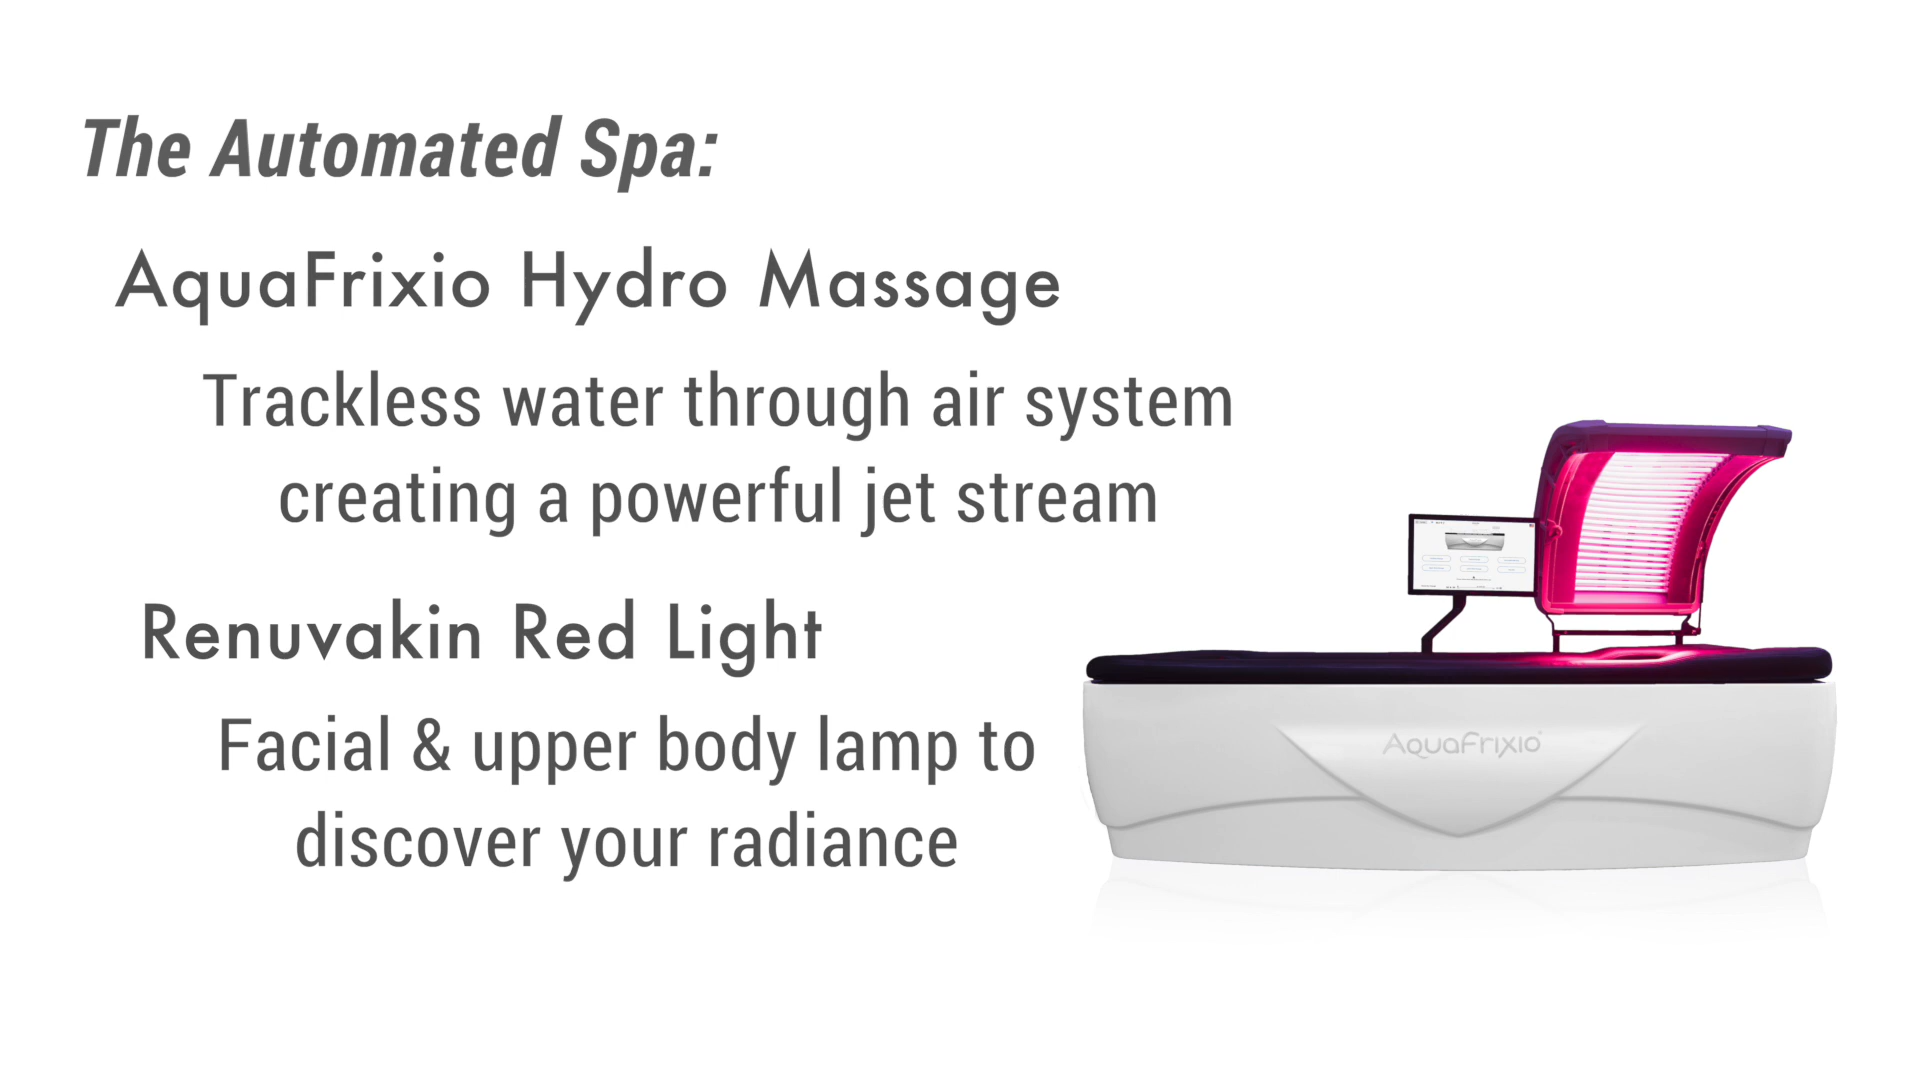 The Automated Spa:
AquaFrixio Hydro Massage
Trackless water through air system
creating a powerful jet stream
Renuvakin Red Light
Facial & upper body lamp to
discover your radiance
AquaFrixio